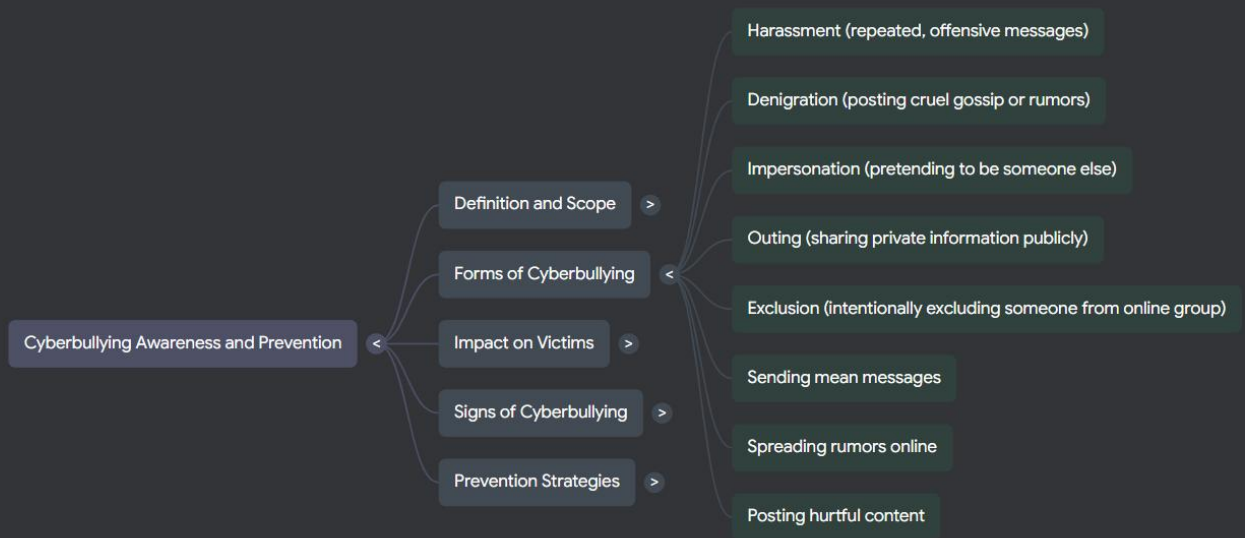 Cyberbullying Awareness and Prevention
<
Definition and Scope
>
Forms of Cyberbullying
<
Impact on Victims
>
Signs of Cyberbullying
>
Prevention Strategies
>
Harassment (repeated, offensive messages)
Denigration (posting cruel gossip or rumors)
Impersonation (pretending to be someone else)
Outing (sharing private information publicly)
Exclusion (intentionally excluding someone from online group)
Sending mean messages
Spreading rumors online
Posting hurtful content